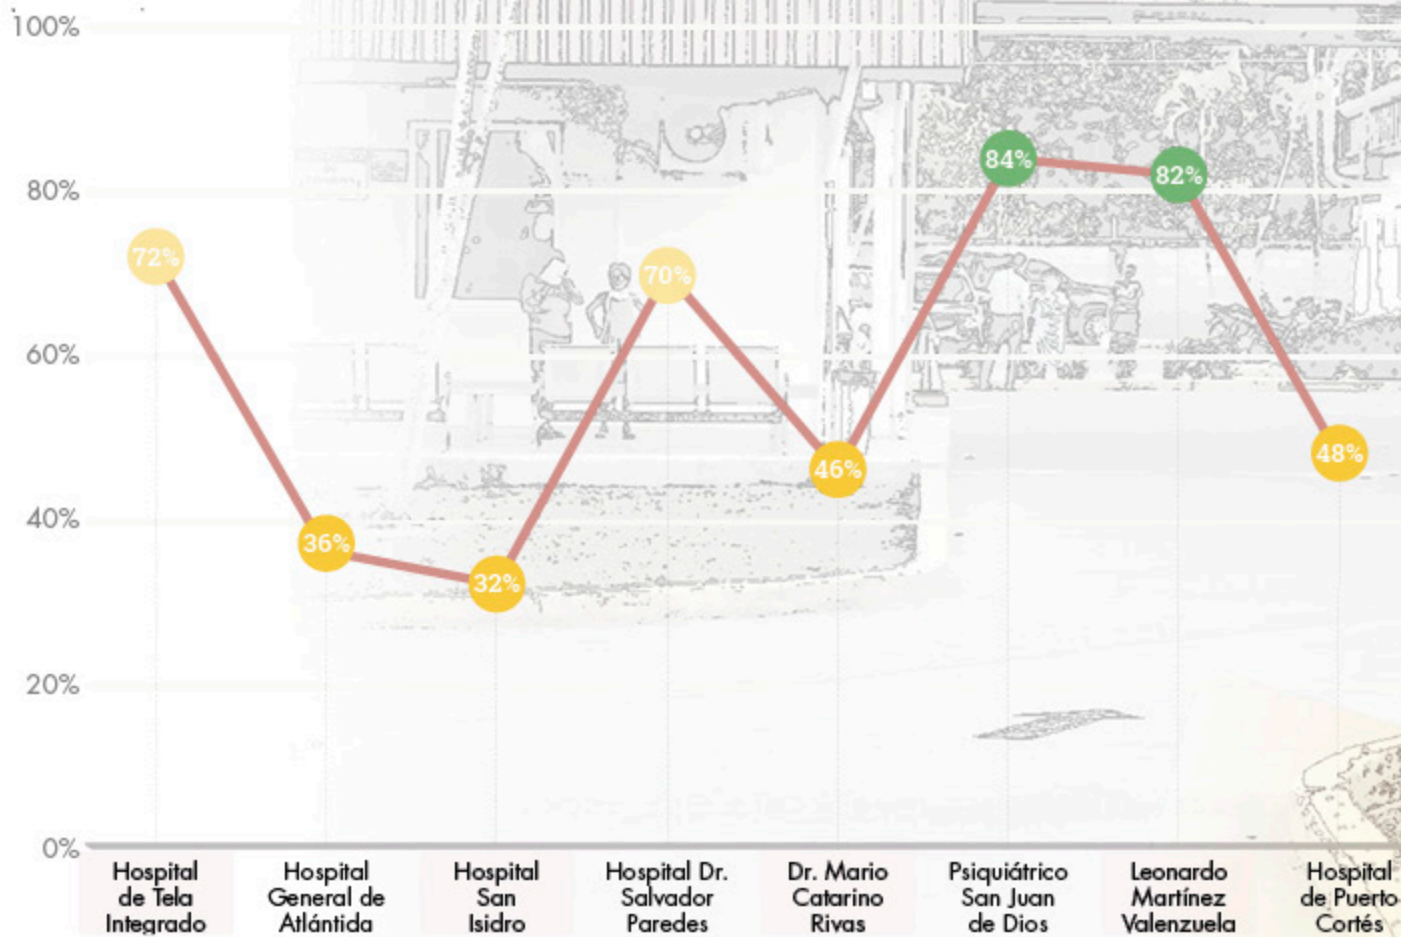 100%
80%
60%
40%
20%
0%
72%
36%
32%
70%
46%
84%
82%
48%
Hospital
de Tela
Integrado
Hospital
General de
Atlántida
Hospital
San
Isidro
Hospital Dr.
Salvador
Paredes
Dr. Mario
Catarino
Rivas
Psiquiátrico
San Juan
de Dios
Leonardo
Martínez
Valenzuela
Hospital
de Puerto
Cortés